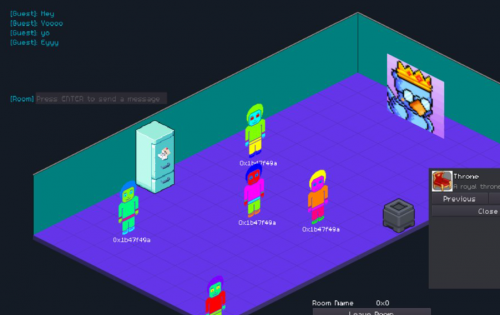 [Guest]: Hey
[Guest]: Yoooo
[Guest]: yo
[Guest]: Eyyy
[Room] Press ENTER to send a message
0x1b47f49a
0x1b47f49a
0x1b47f49a
0x1b47f49a
Throne
A royal throne
Previous
Close
Room Name 0x0
Leave Room